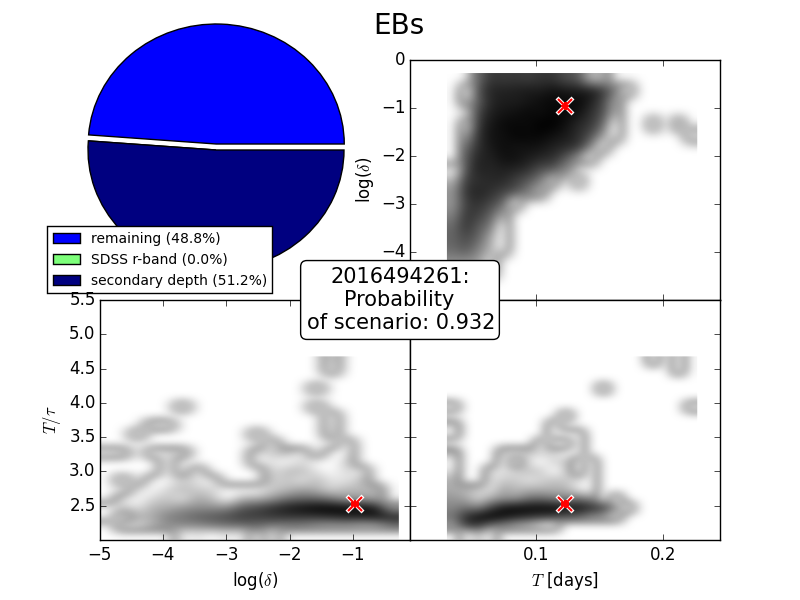 EBs
remaining (48.8%)
SDSS r-band (0.0%)
secondary depth (51.2%)
0
−1
−2
−3
−4
log(δ)
2016494261:
Probability
of scenario: 0.932
5.5
5.0
4.5
4.0
3.5
3.0
2.5
T/τ
−5 −4 −3 −2 −1
log(δ)
0.1 0.2
T [days]